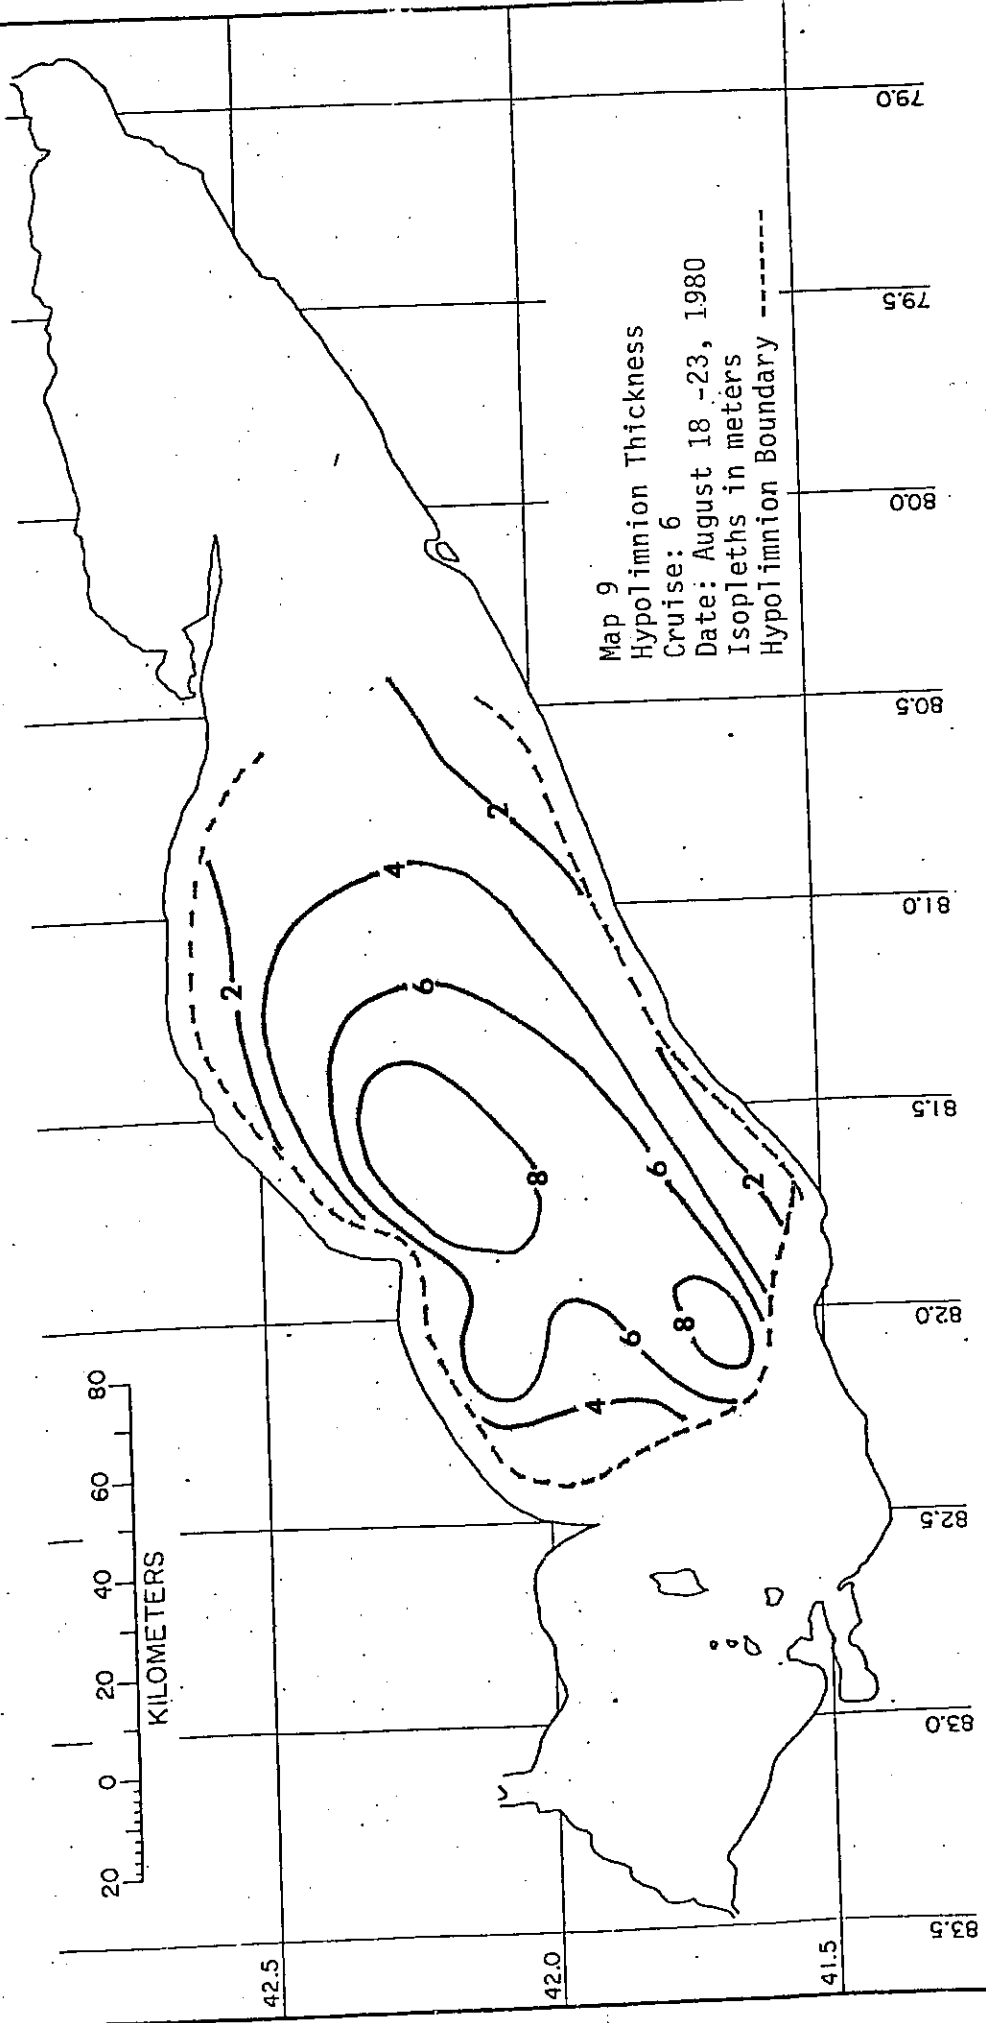 20 0 20 40 60 80
KILOMETERS
42.5
42.0
41.5
2
4
6
8
2
6
2
8
6
4
Map 9
Hypolimnion Thickness
Cruise: 6
Date: August 18 -23, 1980
Isopleths in meters
Hypolimnion Boundary -------
83.5 83.0 82.5 82.0 81.5 81.0 80.5 80.0 79.5 79.0